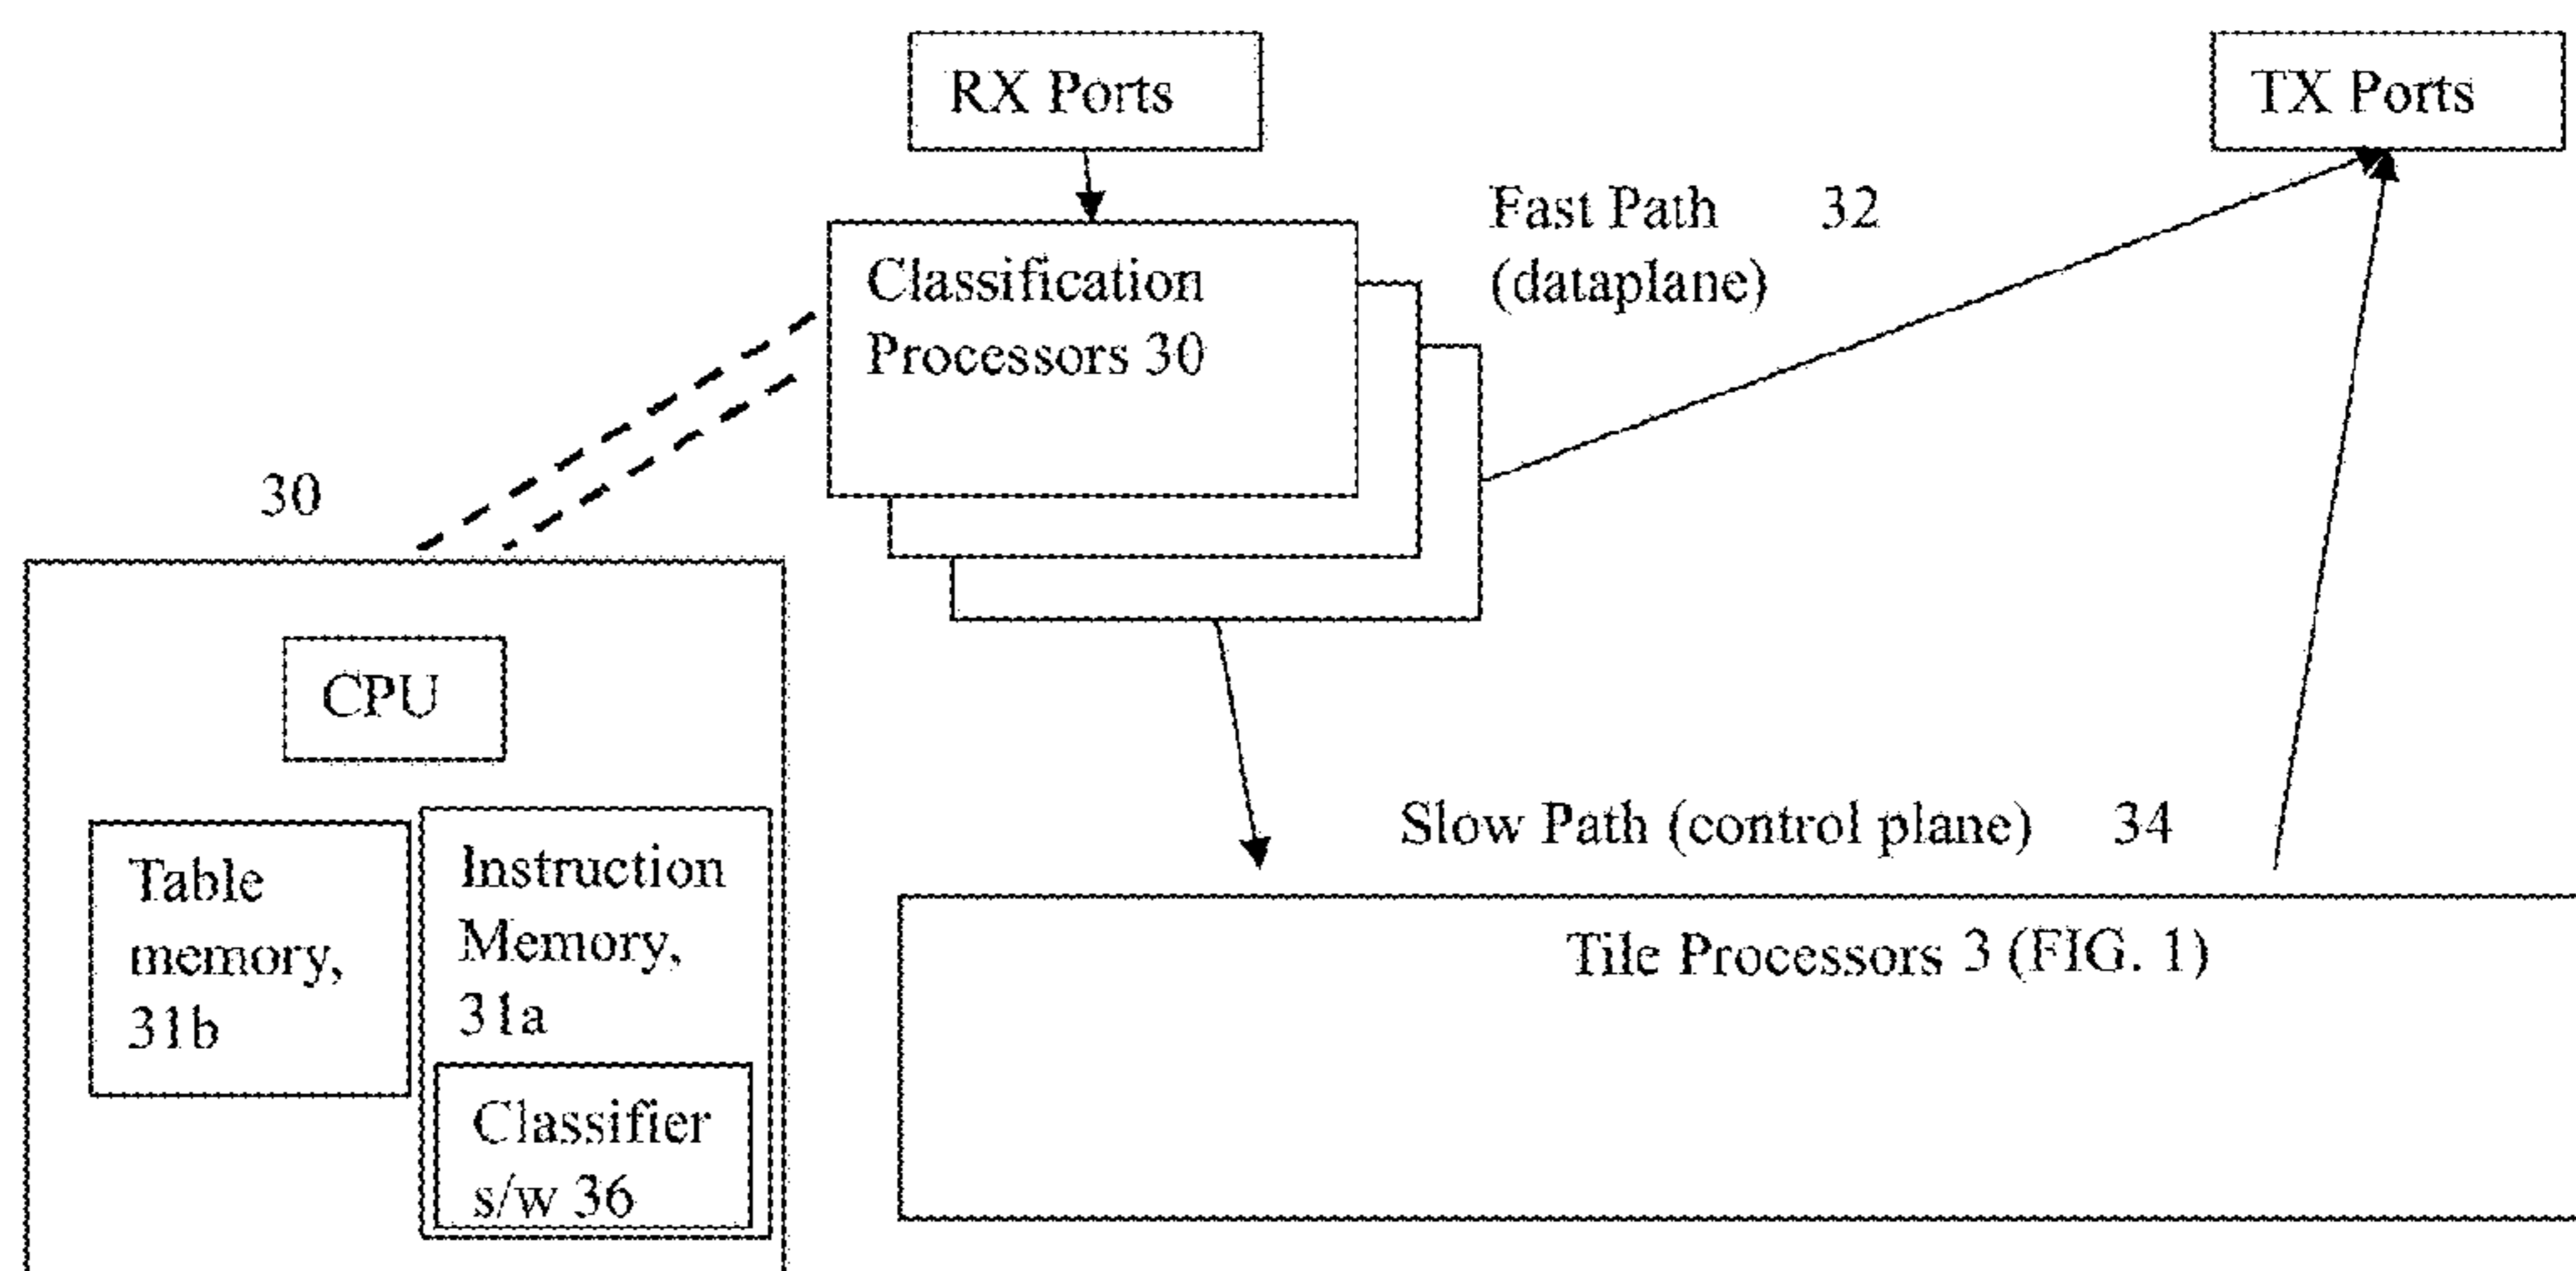 RX Ports
TX Ports
Classification
Processors 30
Fast Path 32
(dataplane)
30
CPU
Table
memory,
31b
Instruction
Memory,
31a
Classifier
s/w 36
Slow Path (control plane) 34
Tile Processors 3 (FIG. 1)